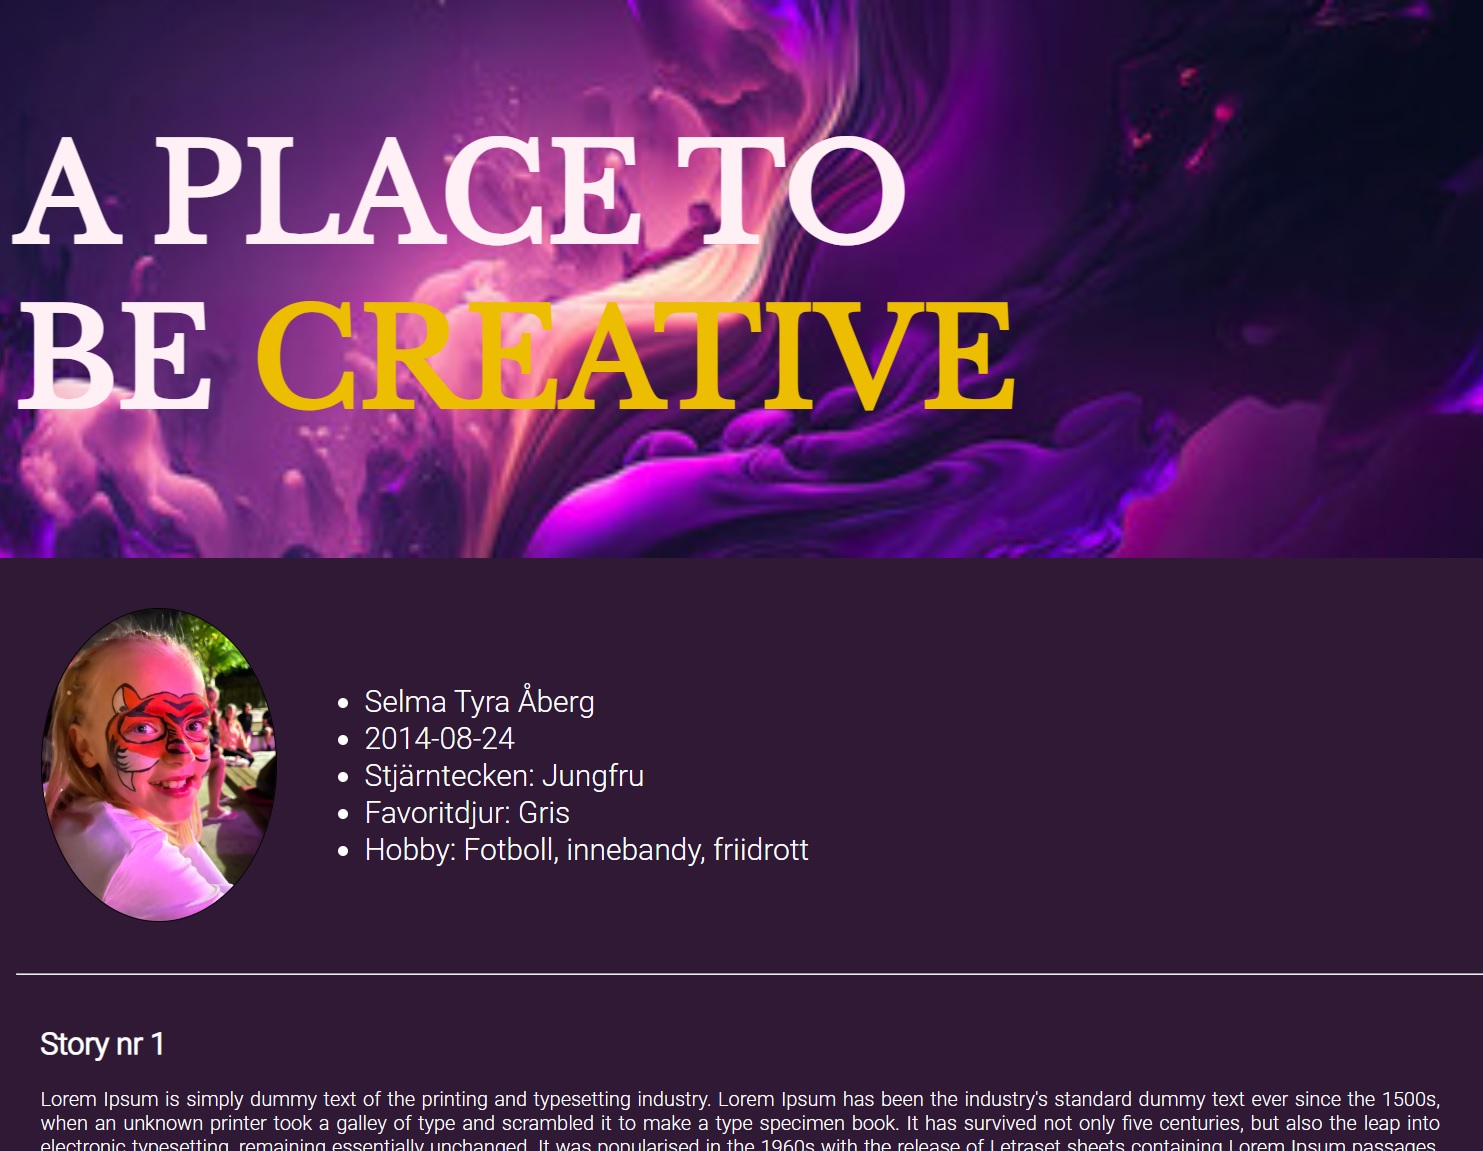 A PLACE TO
BE CREATIVE
Selma Tyra Åberg
2014-08-24
Stjärntecken: Jungfru
Favoritdjur: Gris
Hobby: Fotboll, innebandy, friidrott
Story nr 1
Lorem Ipsum is simply dummy text of the printing and typesetting industry. Lorem Ipsum has been the industry's standard dummy text ever since the 1500s,
when an unknown printer took a galley of type and scrambled it to make a type specimen book. It has survived not only five centuries, but also the leap into
electronic typesetting, remaining essentially unchanged. It was popularised in the 1960s with the release of Letraset sheets containing Lorem Ipsum passages,